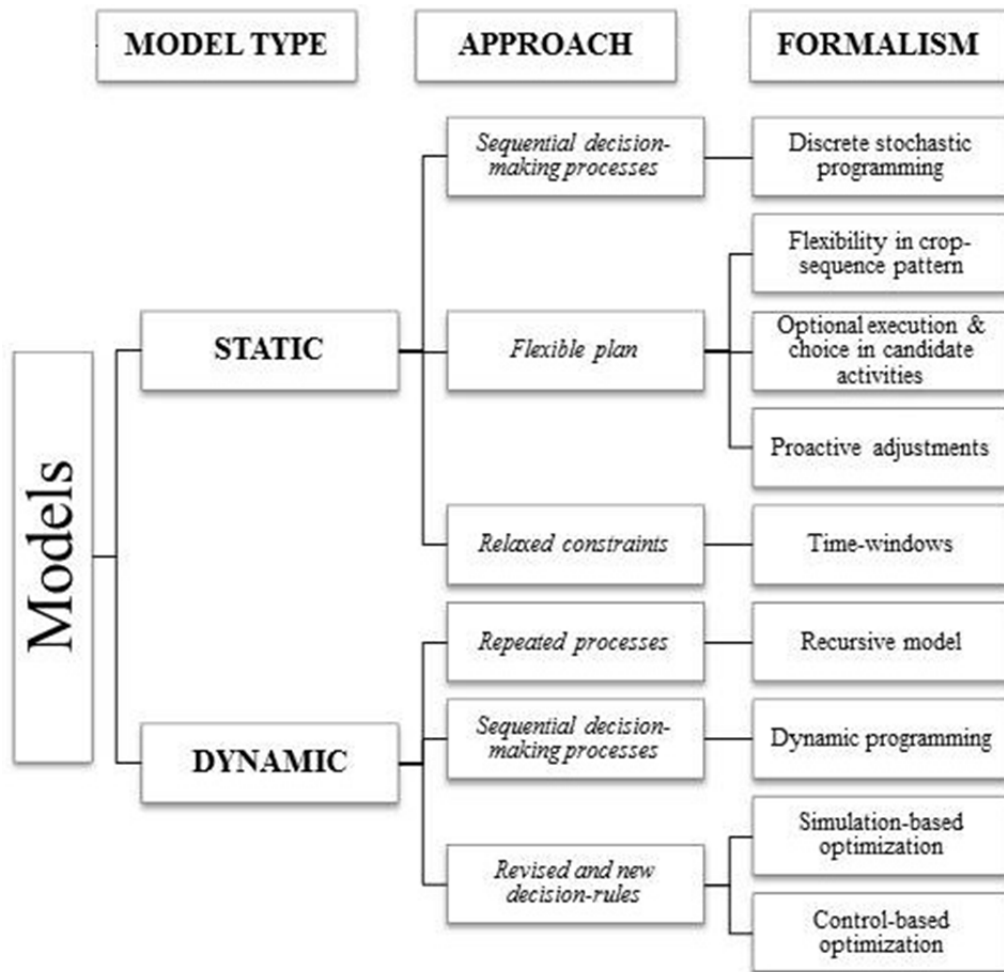 MODEL TYPE
APPROACH
FORMALISM
Models
STATIC
Sequential decision-
making processes
Discrete stochastic
programming
Flexible plan
Flexibility in crop-
sequence pattern
Optional execution &
choice in candidate
activities
Proactive adjustments
Relaxed constraints
Time-windows
DYNAMIC
Repeated processes
Recursive model
Sequential decision-
making processes
Dynamic programming
Revised and new
decision-rules
Simulation-based
optimization
Control-based
optimization